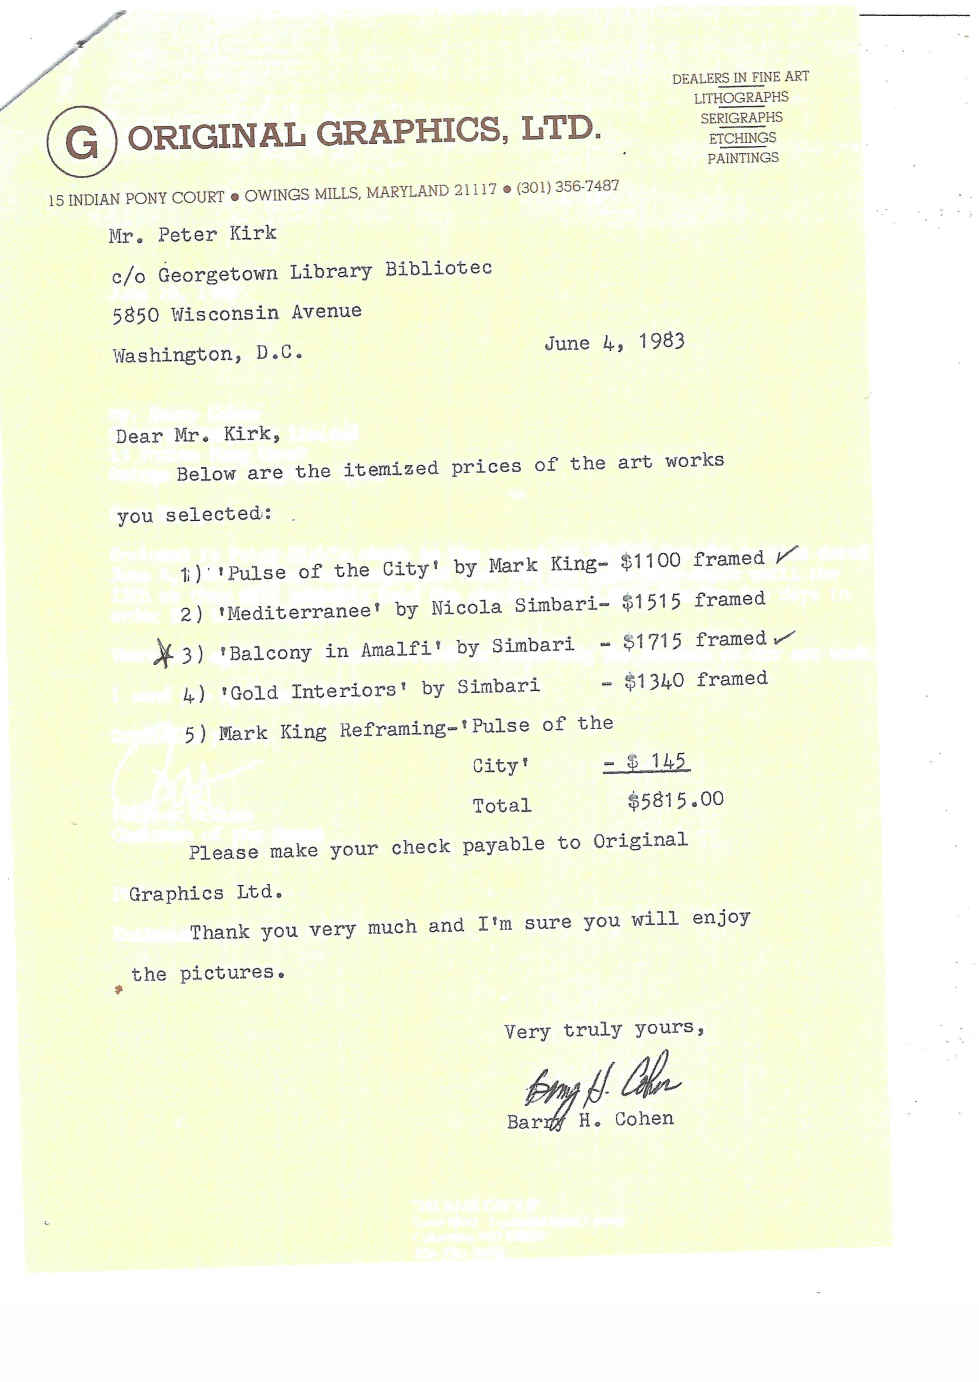 DEALERS IN FINE ART
LITHOGRAPHS
SERIGRAPHS
ETCHINGS
PAINTINGS
G ORIGINAL GRAPHICS, LTD.
15 INDIAN PONY COURT • OWINGS MILLS, MARYLAND 21117 • (301) 356-7487
Mr. Peter Kirk
c/o Georgetown Library Bibliotec
5850 Wisconsin Avenue
Washington, D.C. June 4, 1983
Dear Mr. Kirk,
Below are the itemized prices of the art works
you selected:
1) 'Pulse of the City' by Mark King- $1100 framed ✓
2) 'Mediterranee' by Nicola Simbari- $1515 framed
3) 'Balcony in Amalfi' by Simbari - $1715 framed ✓
4) 'Gold Interiors' by Simbari - $1340 framed
5) Mark King Reframing-'Pulse of the
City' - $ 145
Total $5815.00
Please make your check payable to Original
Graphics Ltd.
Thank you very much and I'm sure you will enjoy
the pictures.
Very truly yours,
Barry H. Cohen
Barry H. Cohen